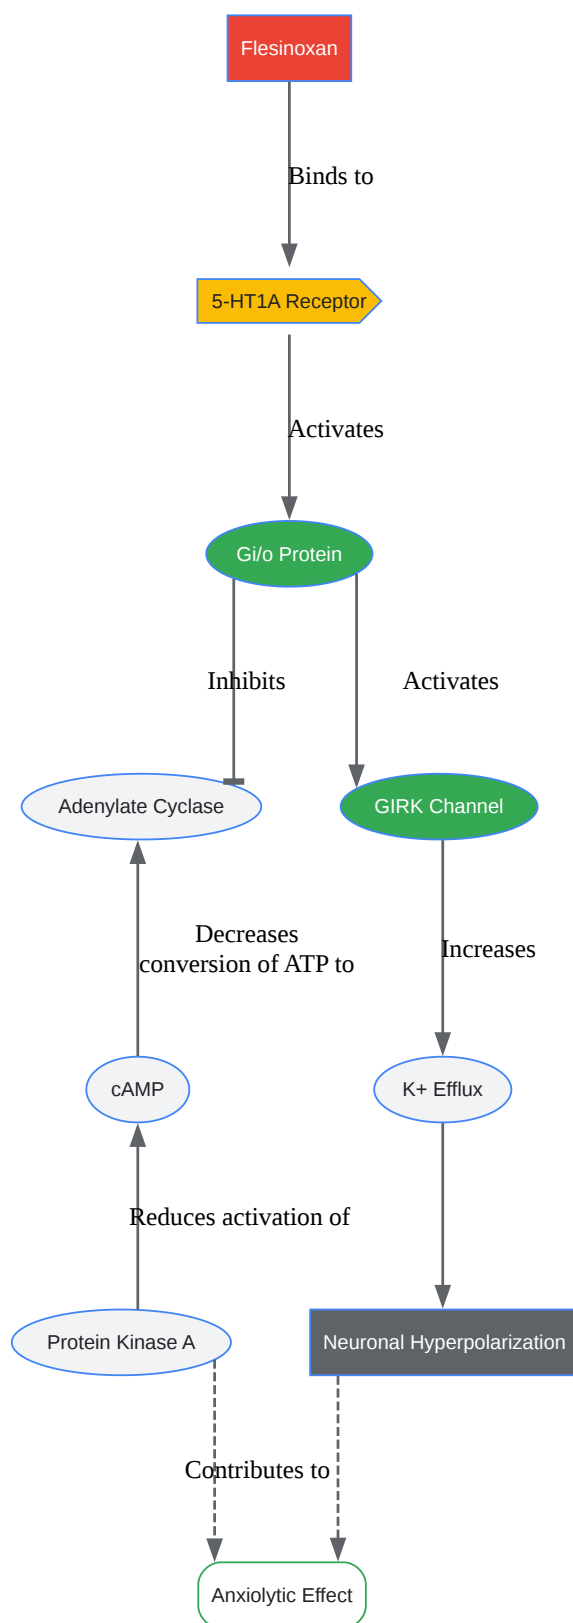 Flesinoxan
Binds to
5-HT1A Receptor
Activates
Gi/o Protein
Inhibits
Activates
Adenylate Cyclase
GIRK Channel
Decreases
conversion of ATP to
Increases
cAMP
K+ Efflux
Reduces activation of
Protein Kinase A
Neuronal Hyperpolarization
Contributes to
Anxiolytic Effect